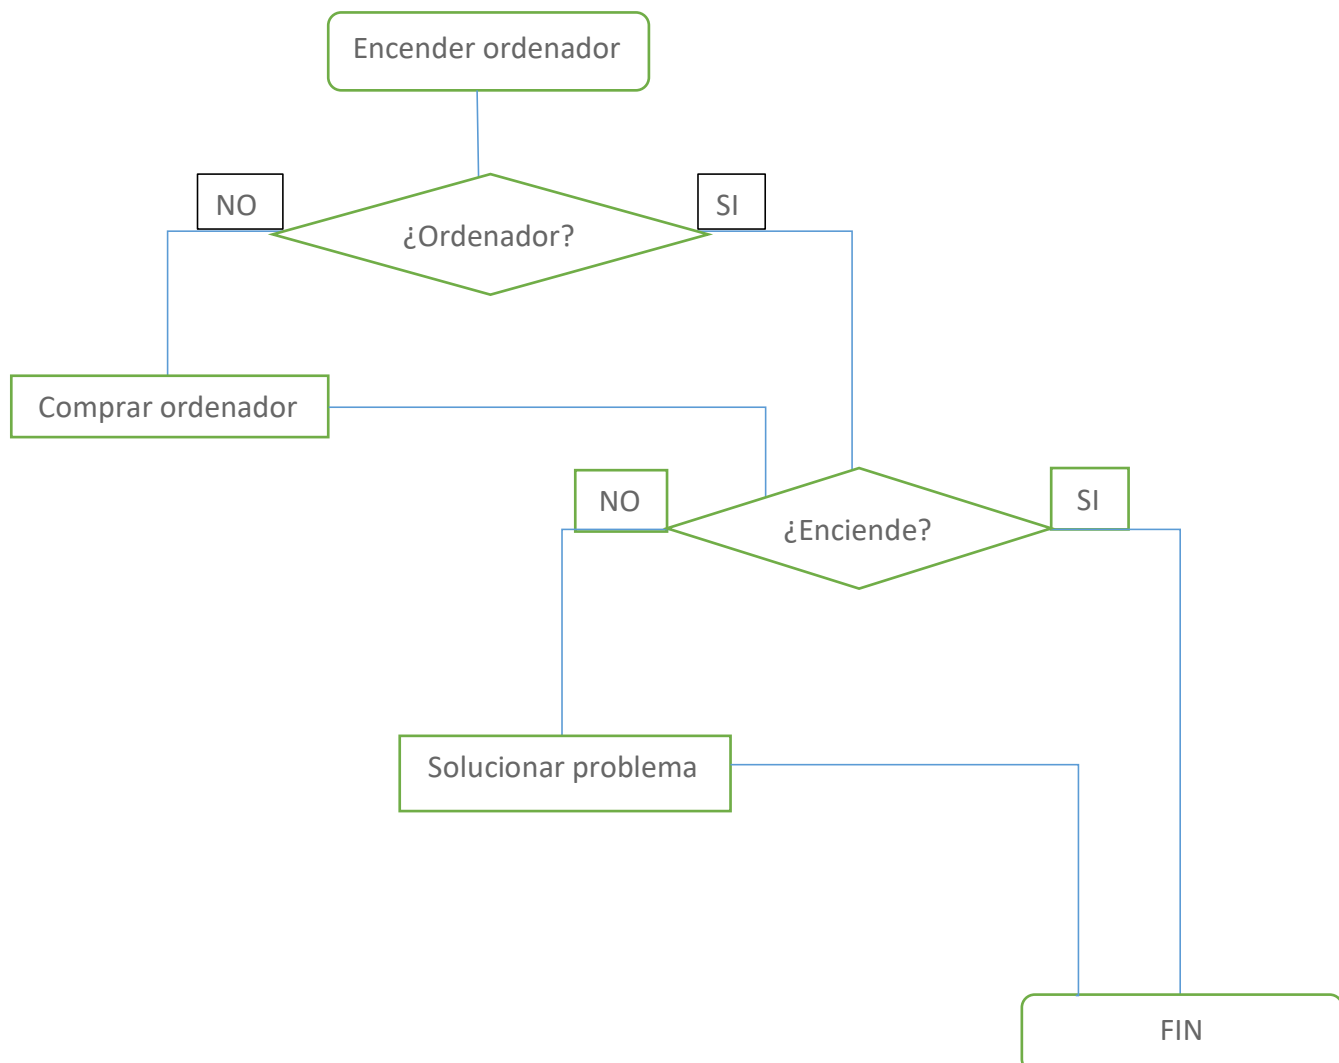 Encender ordenador
NO
SI
¿Ordenador?
Comprar ordenador
NO
SI
¿Enciende?
Solucionar problema
FIN